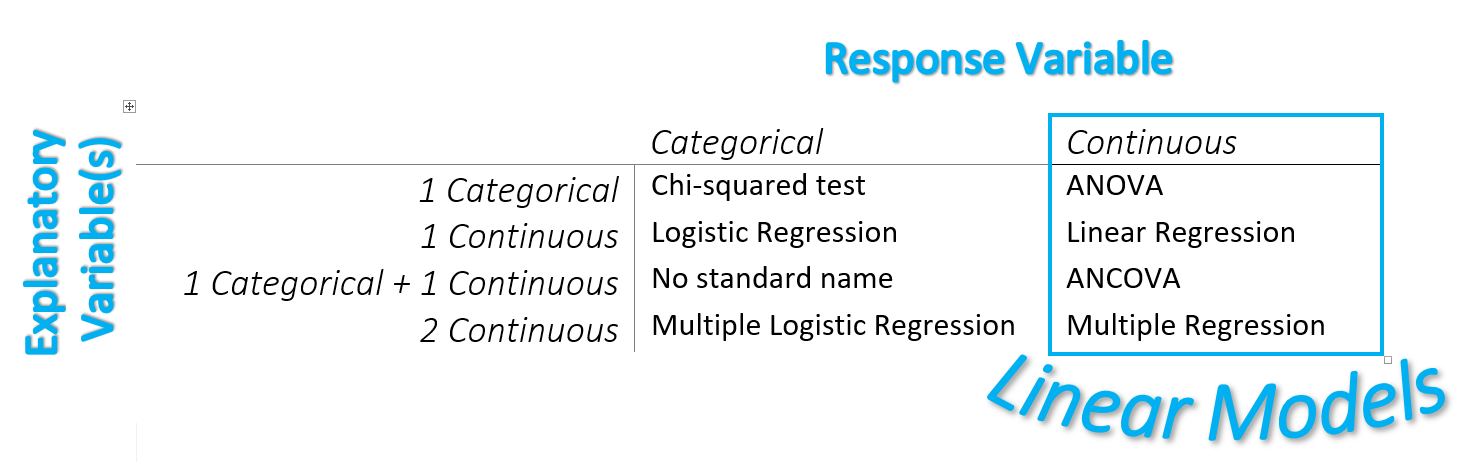 Response Variable
Explanatory
Variable(s)
Categorical Continuous
1 Categorical Chi-squared test ANOVA
1 Continuous Logistic Regression Linear Regression
1 Categorical + 1 Continuous No standard name ANCOVA
2 Continuous Multiple Logistic Regression Multiple Regression
Linear Models